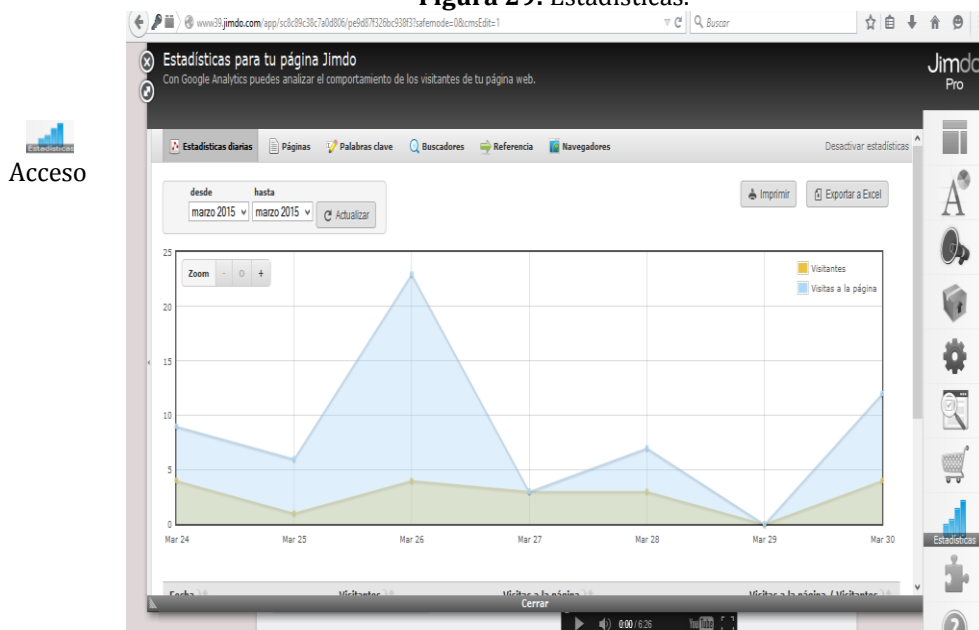 Figura 29. Estadísticas.
www39.jimdo.com/app/sc8c89c38c7a0d806/pe9d87f326bc938f3?safemode=0&cmsEdit=1
Buscar
Estadísticas para tu página Jimdo
Con Google Analytics puedes analizar el comportamiento de los visitantes de tu página web.
Jimdo
Pro
Estadísticas
Acceso
Estadísticas diarias Páginas Palabras clave Buscadores Referencia Navegadores Desactivar estadísticas
desde hasta
marzo 2015 marzo 2015 Actualizar
Imprimir Exportar a Excel
Zoom - 0 +
Visitantes
Visitas a la página
25
20
15
10
5
0
Mar 24 Mar 25 Mar 26 Mar 27 Mar 28 Mar 29 Mar 30
Estadísticas
Fecha Visitantes Visitas a la página Visitas a la página / Visitantes
Cerrar
0:00 / 6:26 YouTube